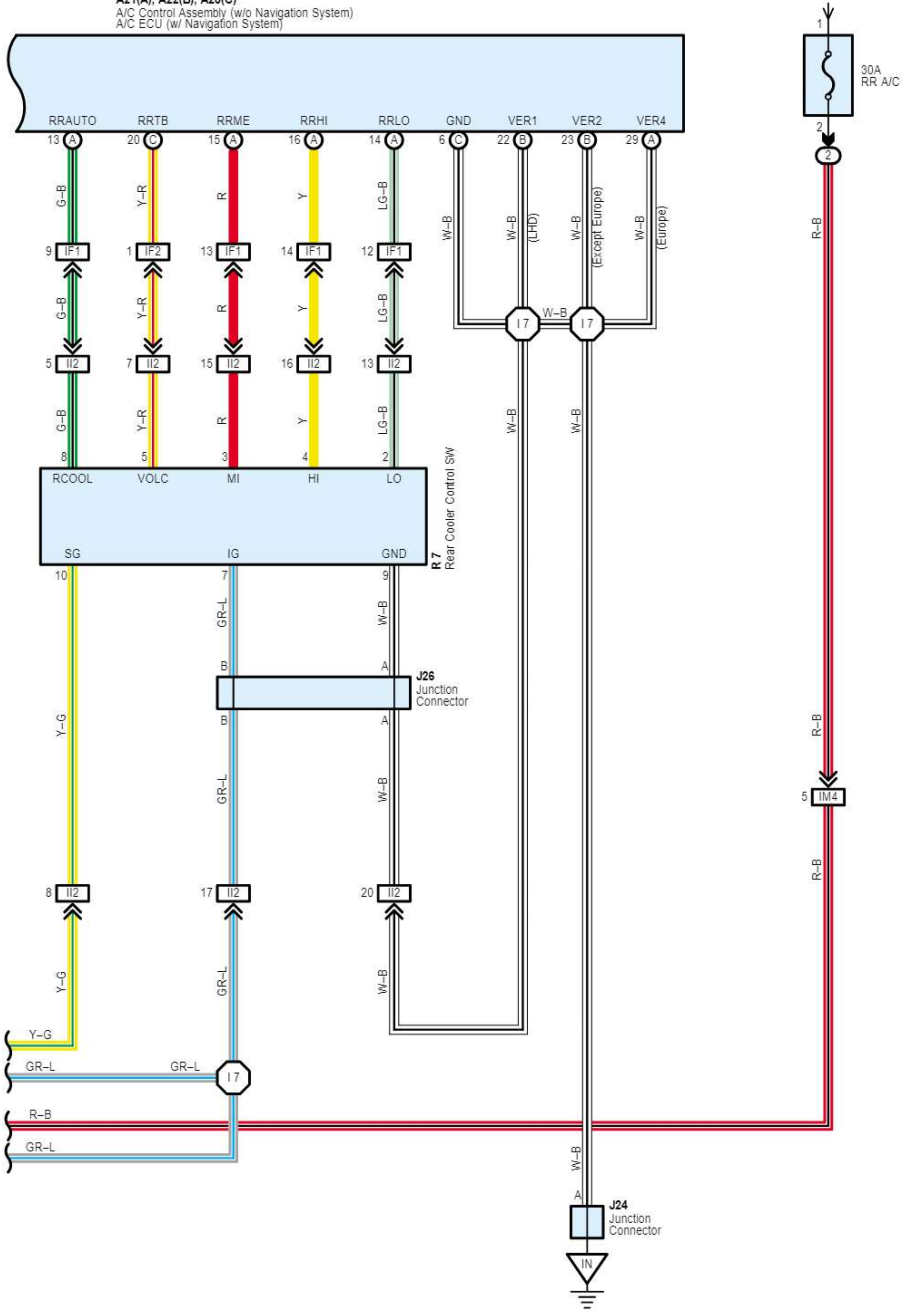 A/C Control Assembly (w/o Navigation System)
A/C ECU (w/ Navigation System)
1
30A
RR A/C
2
2
RRAUTO RRTB RRME RRHI RRLO GND VER1 VER2 VER4
13 A 20 C 15 A 16 A 14 A 6 C 22 B 23 B 29 A
G–B Y–R R Y LG–B W–B W–B (LHD) W–B (Except Europe) W–B (Europe) R–B
9 IF1 1 IF2 13 IF1 14 IF1 12 IF1
G–B Y–R R Y LG–B
I 7 W–B I 7
5 II2 7 II2 15 II2 16 II2 13 II2
G–B Y–R R Y LG–B W–B W–B
8 5 3 4 2
RCOOL VOLC MI HI LO
SG IG GND
R 7
Rear Cooler Control SW
10 7 9
GR–L W–B
B A
J26
Junction
Connector
B A
Y–G GR–L W–B R–B
5 IM4
R–B
8 II2 17 II2 20 II2
Y–G GR–L W–B
Y–G
GR–L GR–L I 7
R–B
GR–L
W–B
A
J24
Junction
Connector
IN